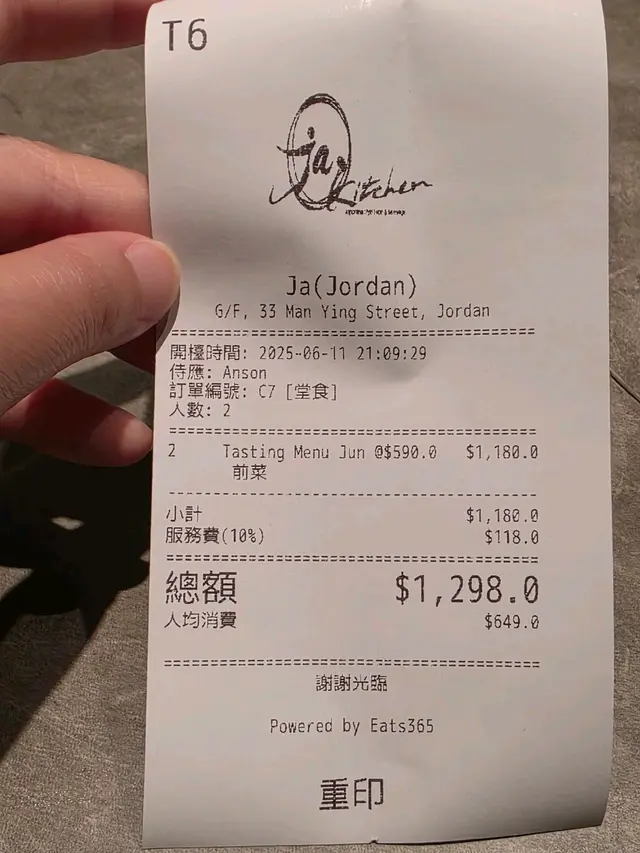 T6
ja
Kitchen
Ja(Jordan)
G/F, 33 Man Ying Street, Jordan
開檯時間: 2025-06-11 21:09:29
侍應: Anson
訂單編號: C7 [堂食]
人數: 2
2 Tasting Menu Jun @$590.0 $1,180.0
前菜
小計 $1,180.0
服務費(10%) $118.0
總額 $1,298.0
人均消費 $649.0
謝謝光臨
Powered by Eats365
重印